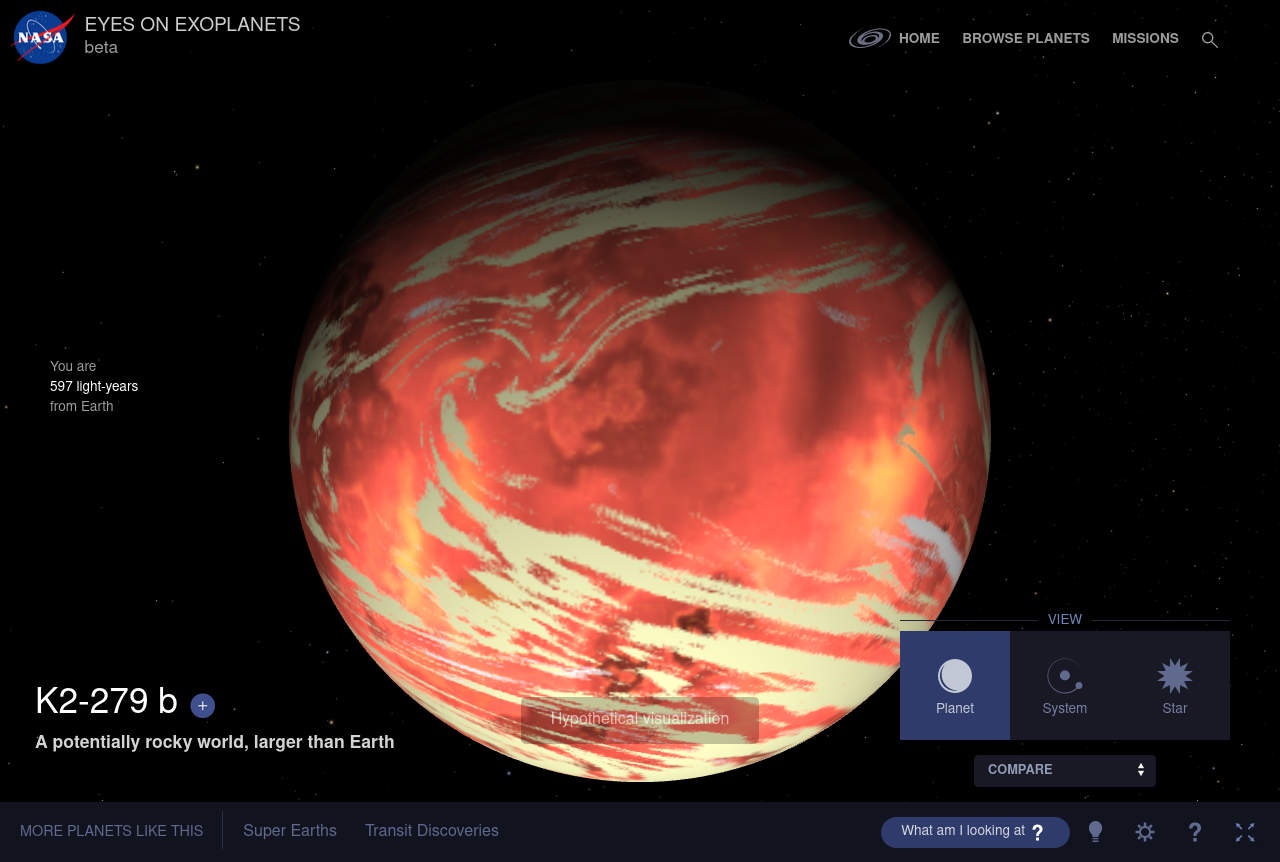 NASA
EYES ON EXOPLANETS
beta
HOME
BROWSE PLANETS
MISSIONS
You are
597 light-years
from Earth
K2-279 b
+
A potentially rocky world, larger than Earth
Hypothetical visualization
VIEW
Planet
System
Star
COMPARE
MORE PLANETS LIKE THIS
Super Earths
Transit Discoveries
What am I looking at ?
?